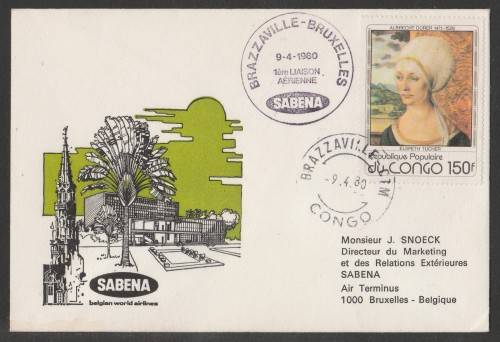 BRAZZAVILLE-BRUXELLES
9-4-1980
1ère LIAISON
AÉRIENNE
SABENA
ALBRECHT DÜRER 1471-1528
ELSPETH TUCHER
République Populaire
du CONGO 150F
BRAZZAVILLE
-9.4.80
CONGO
SABENA
belgian world airlines
Monsieur J. SNOECK
Directeur du Marketing
et des Relations Extérieures
SABENA
Air Terminus
1000 Bruxelles - Belgique